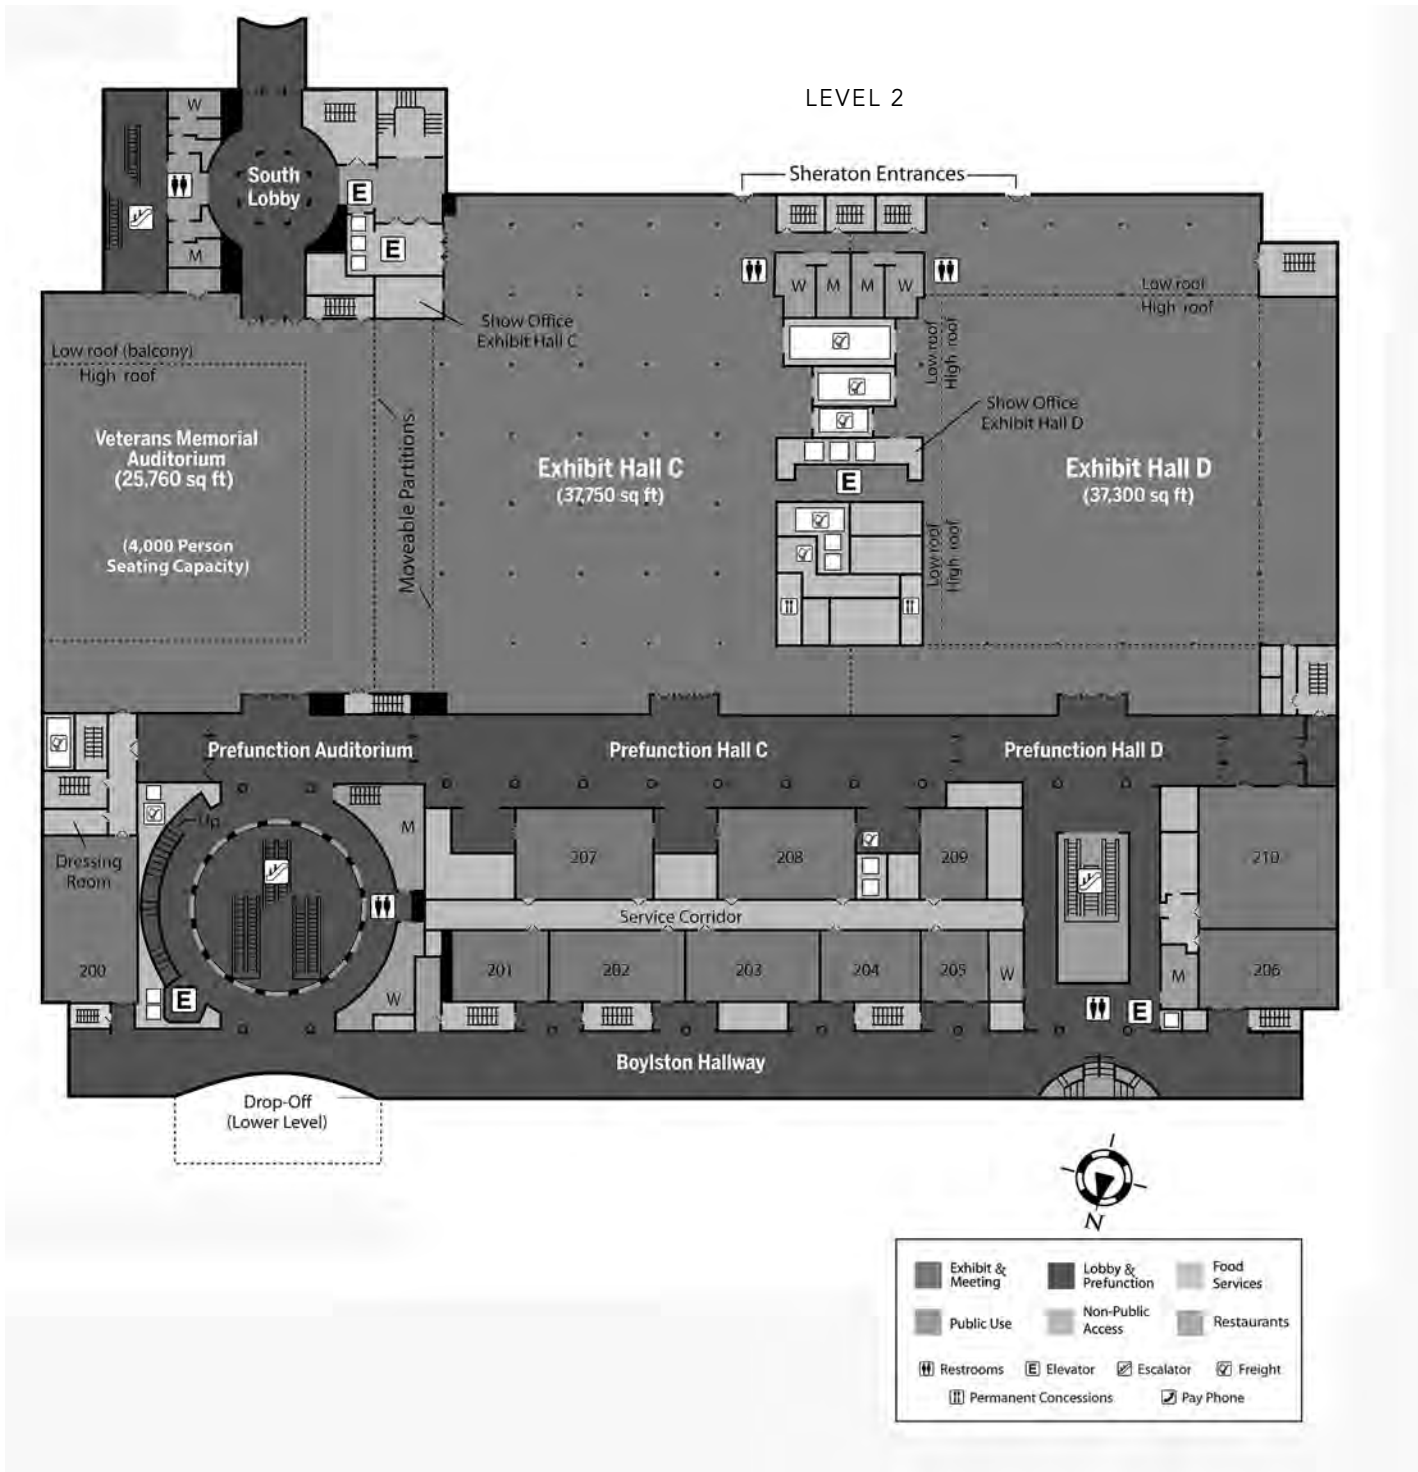 LEVEL 2
Sheraton Entrances
W
South
Lobby
E
E
M
W
M
M
W
Low roof
High roof
Show Office
Exhibit Hall C
Low roof
High roof
Low roof (balcony)
High roof
Show Office
Exhibit Hall D
Veterans Memorial
Auditorium
(25,760 sq ft)
Moveable Partitions
Exhibit Hall C
(37,750 sq ft)
Exhibit Hall D
(37,300 sq ft)
E
(4,000 Person
Seating Capacity)
Low roof
High roof
Prefunction Auditorium
Prefunction Hall C
Prefunction Hall D
Up
M
Dressing
Room
207
208
209
210
Service Corridor
200
201
202
203
204
205
W
M
206
E
W
E
Boylston Hallway
Drop-Off
(Lower Level)
N
Exhibit &
Meeting
Lobby &
Prefunction
Food
Services
Public Use
Non-Public
Access
Restaurants
Restrooms
E Elevator
Escalator
Freight
Permanent Concessions
Pay Phone